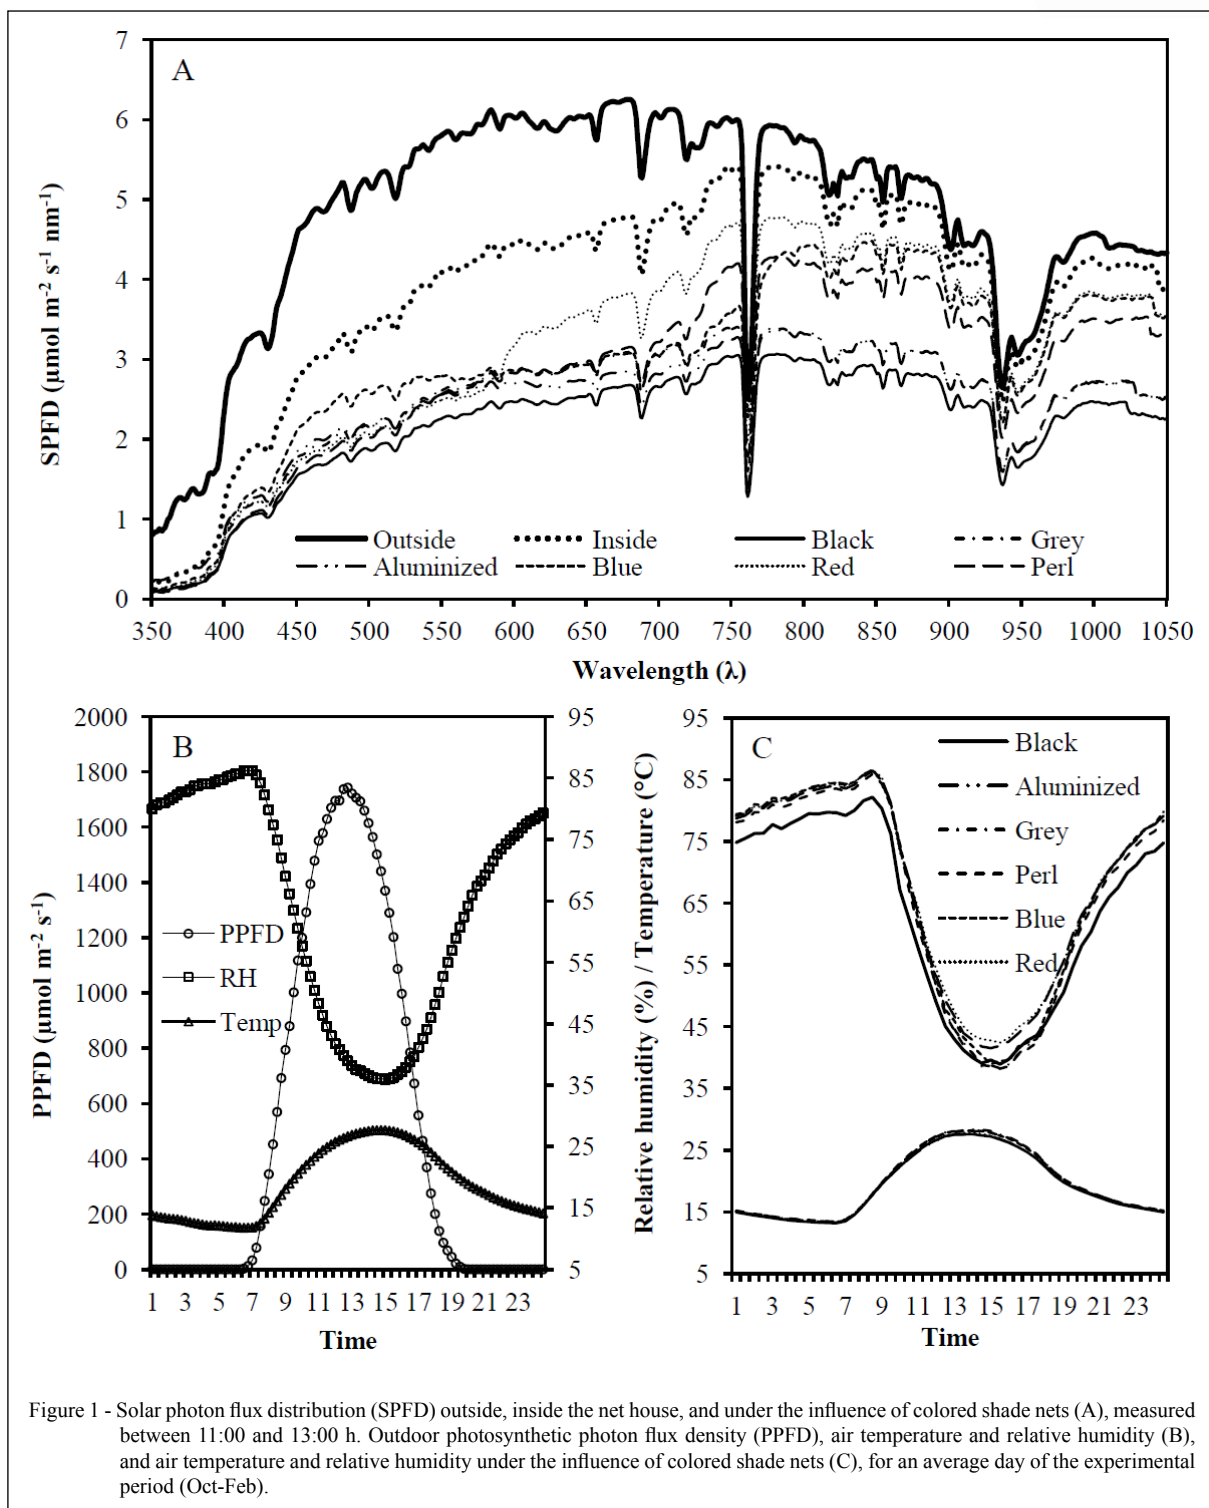 7
6
5
4
3
2
1
0
A
SPFD (µmol m-2 s-1 nm-1)
Outside
Inside
Black
Grey
Aluminized
Blue
Red
Perl
350 400 450 500 550 600 650 700 750 800 850 900 950 1000 1050
Wavelength (λ)
2000
1800
1600
1400
1200
1000
800
600
400
200
0
B
PPFD (µmol m-2 s-1)
PPFD
RH
Temp
95
85
75
65
55
45
35
25
15
5
1 3 5 7 9 11 13 15 17 19 21 23
Time
Relative humidity (%) / Temperature (°C)
95
85
75
65
55
45
35
25
15
5
C
Black
Aluminized
Grey
Perl
Blue
Red
1 3 5 7 9 11 13 15 17 19 21 23
Time
Figure 1 - Solar photon flux distribution (SPFD) outside, inside the net house, and under the influence of colored shade nets (A), measured
between 11:00 and 13:00 h. Outdoor photosynthetic photon flux density (PPFD), air temperature and relative humidity (B),
and air temperature and relative humidity under the influence of colored shade nets (C), for an average day of the experimental
period (Oct-Feb).